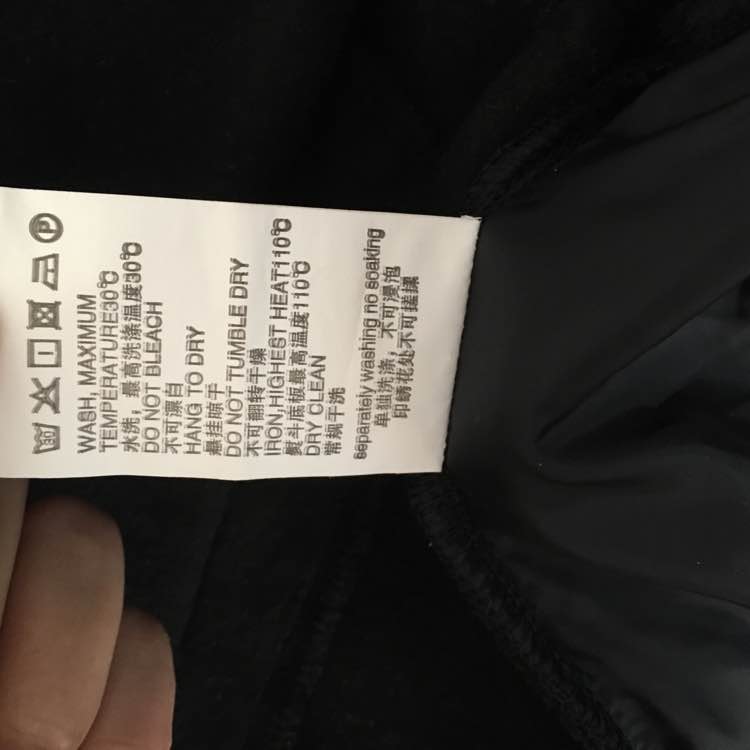 30 P
WASH, MAXIMUM
TEMPERATURE30℃
水洗，最高洗涤温度30℃
DO NOT BLEACH
不可漂白
HANG TO DRY
悬挂晾干
DO NOT TUMBLE DRY
不可翻转干燥
IRON,HIGHEST HEAT110℃
熨斗底板最高温度110℃
DRY CLEAN
常规干洗
separately washing no soaking
单独洗涤，不可浸泡
印绣花处不可搓揉